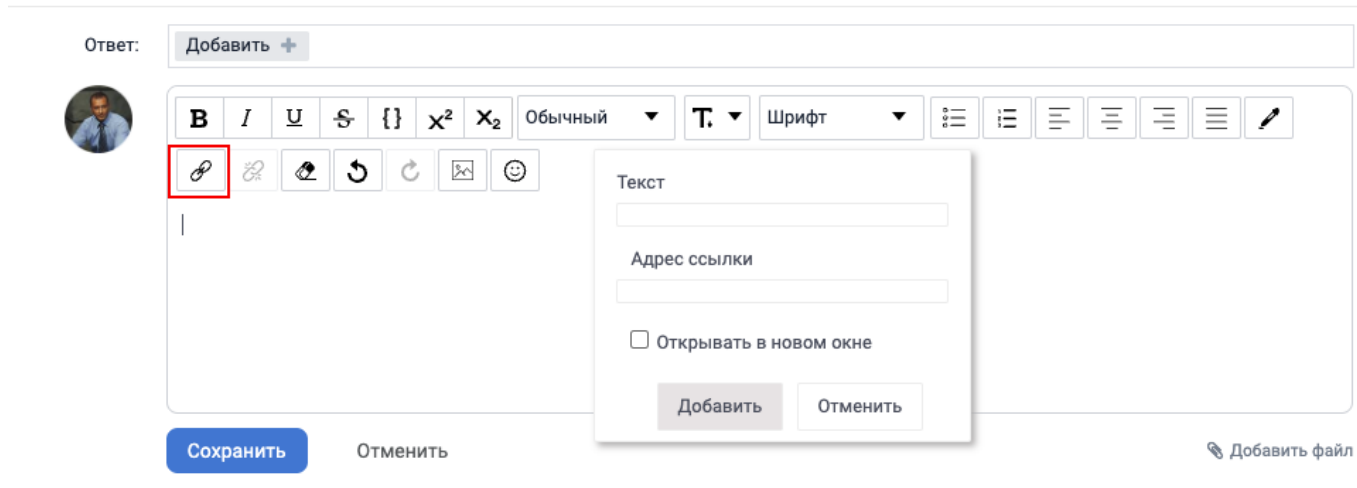 Ответ: Добавить +
B I U S {} x² x₂ Обычный T Шрифт
Текст
Адрес ссылки
Открывать в новом окне
Добавить Отменить
Сохранить Отменить Добавить файл